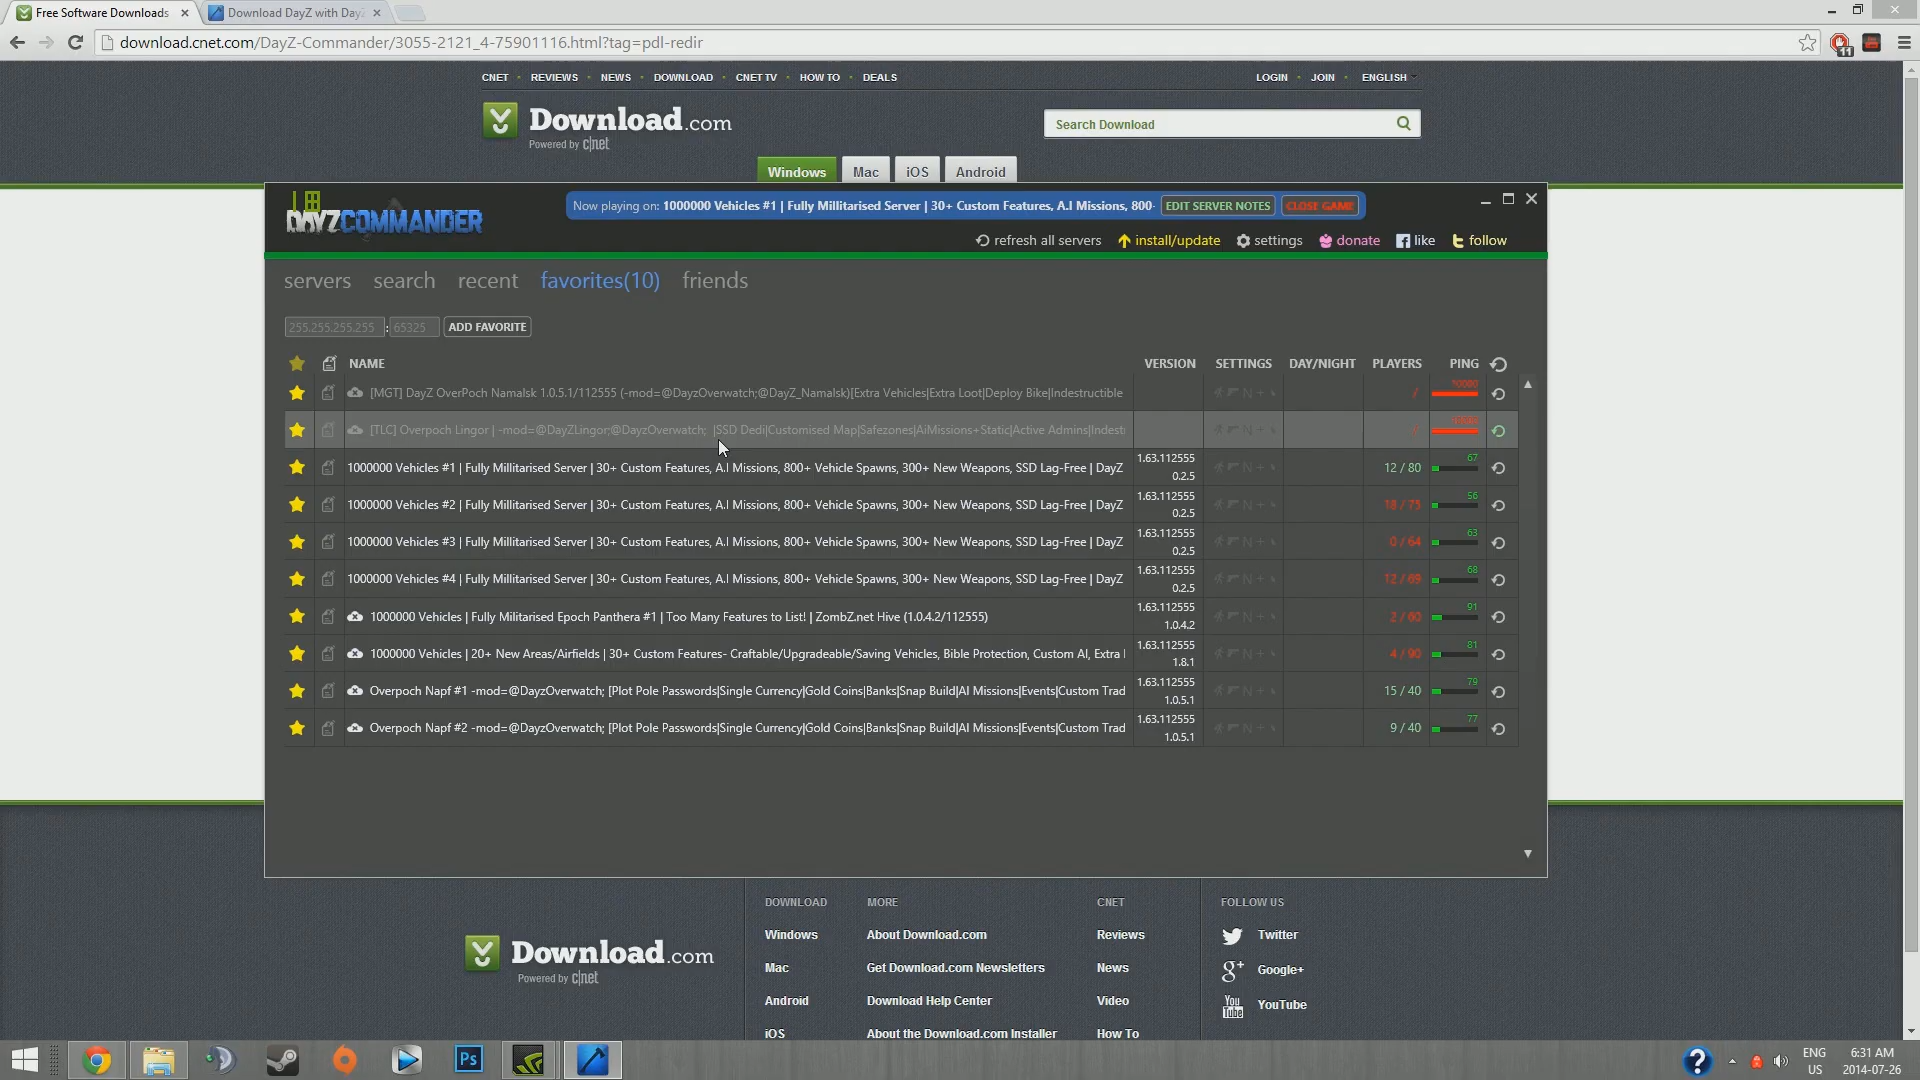 Free Software Downloads
Download DayZ with Day
download.cnet.com/DayZ-Commander/3055-2121_4-75901116.html?tag=pdl-redir
11
CNET REVIEWS NEWS DOWNLOAD CNET TV HOW TO DEALS
LOGIN JOIN ENGLISH
Download.com
Powered by c|net
Search Download
Windows Mac iOS Android
DAYZCOMMANDER
Now playing on: 1000000 Vehicles #1 | Fully Millitarised Server | 30+ Custom Features, A.I Missions, 800- EDIT SERVER NOTES CLOSE GAME
refresh all servers install/update settings donate like follow
servers search recent favorites(10) friends
255.255.255.255 : 65325 ADD FAVORITE
NAME VERSION SETTINGS DAY/NIGHT PLAYERS PING
[MGT] DayZ OverPoch Namalsk 1.0.5.1/112555 (-mod=@DayzOverwatch;@DayZ_Namalsk)[Extra Vehicles|Extra Loot|Deploy Bike|Indestructible /
[TLC] Overpoch Lingor | -mod=@DayZLingor;@DayzOverwatch; |SSD Dedi|Customised Map|Safezones|AiMissions+Static|Active Admins|Indest /
1000000 Vehicles #1 | Fully Millitarised Server | 30+ Custom Features, A.I Missions, 800+ Vehicle Spawns, 300+ New Weapons, SSD Lag-Free | DayZ 1.63.112555 0.2.5 12 / 80 67
1000000 Vehicles #2 | Fully Millitarised Server | 30+ Custom Features, A.I Missions, 800+ Vehicle Spawns, 300+ New Weapons, SSD Lag-Free | DayZ 1.63.112555 0.2.5 18 / 75 56
1000000 Vehicles #3 | Fully Millitarised Server | 30+ Custom Features, A.I Missions, 800+ Vehicle Spawns, 300+ New Weapons, SSD Lag-Free | DayZ 1.63.112555 0.2.5 0 / 64 63
1000000 Vehicles #4 | Fully Millitarised Server | 30+ Custom Features, A.I Missions, 800+ Vehicle Spawns, 300+ New Weapons, SSD Lag-Free | DayZ 1.63.112555 0.2.5 12 / 69 68
1000000 Vehicles | Fully Militarised Epoch Panthera #1 | Too Many Features to List! | ZombZ.net Hive (1.0.4.2/112555) 1.63.112555 1.0.4.2 2 / 60 91
1000000 Vehicles | 20+ New Areas/Airfields | 30+ Custom Features- Craftable/Upgradeable/Saving Vehicles, Bible Protection, Custom AI, Extra 1.63.112555 1.8.1 4 / 90 81
Overpoch Napf #1 -mod=@DayzOverwatch; [Plot Pole Passwords|Single Currency|Gold Coins|Banks|Snap Build|AI Missions|Events|Custom Trad 1.63.112555 1.0.5.1 15 / 40 79
Overpoch Napf #2 -mod=@DayzOverwatch; [Plot Pole Passwords|Single Currency|Gold Coins|Banks|Snap Build|AI Missions|Events|Custom Trad 1.63.112555 1.0.5.1 9 / 40 77
DOWNLOAD MORE CNET FOLLOW US
Download.com
Powered by c|net
Windows About Download.com Reviews Twitter
Mac Get Download.com Newsletters News Google+
Android Download Help Center Video YouTube
iOS About the Download.com Installer How To
Ps
ENG
US
6:31 AM
2014-07-26